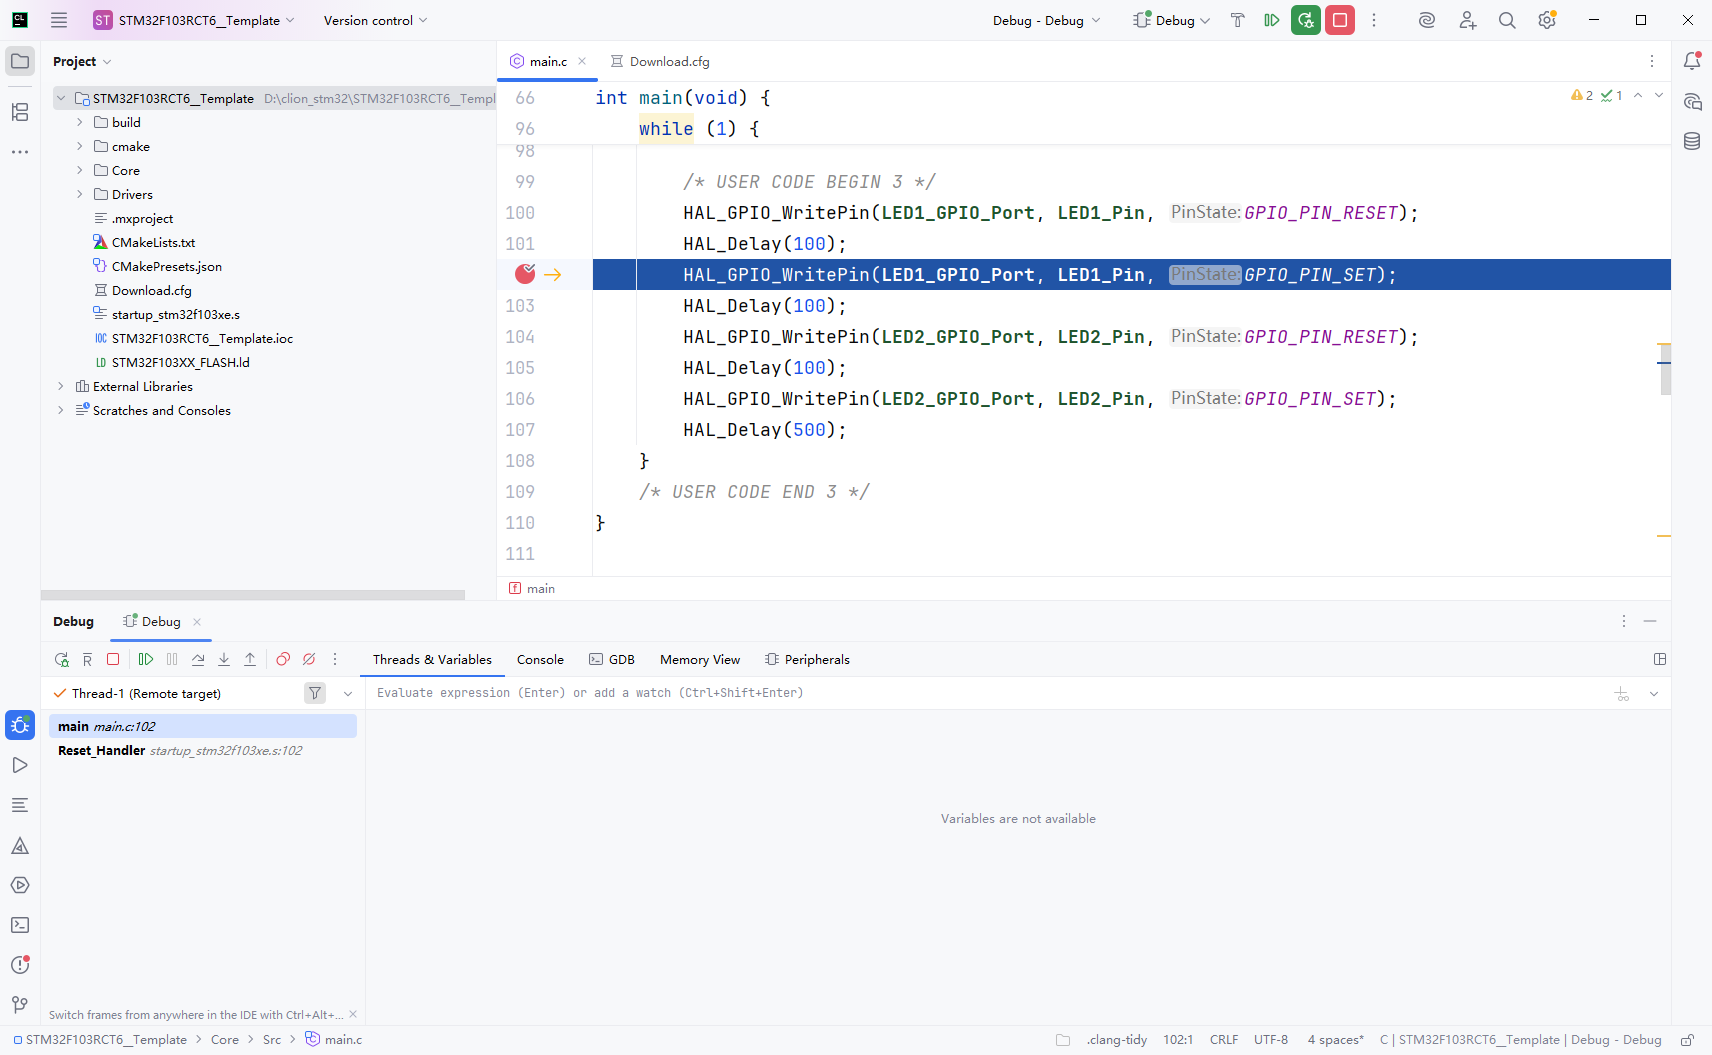 CL
ST STM32F103RCT6_Template
Version control
Debug - Debug
Debug
Project
STM32F103RCT6_Template D:\clion_stm32\STM32F103RCT6_Templ
build
cmake
Core
Drivers
.mxproject
CMakeLists.txt
CMakePresets.json
Download.cfg
startup_stm32f103xe.s
IOC STM32F103RCT6_Template.ioc
LD STM32F103XX_FLASH.ld
External Libraries
Scratches and Consoles
main.c
Download.cfg
66 int main(void) {
2 1
96 while (1) {
98
99 /* USER CODE BEGIN 3 */
100 HAL_GPIO_WritePin(LED1_GPIO_Port, LED1_Pin, PinState: GPIO_PIN_RESET);
101 HAL_Delay(100);
HAL_GPIO_WritePin(LED1_GPIO_Port, LED1_Pin, PinState: GPIO_PIN_SET);
103 HAL_Delay(100);
104 HAL_GPIO_WritePin(LED2_GPIO_Port, LED2_Pin, PinState: GPIO_PIN_RESET);
105 HAL_Delay(100);
106 HAL_GPIO_WritePin(LED2_GPIO_Port, LED2_Pin, PinState: GPIO_PIN_SET);
107 HAL_Delay(500);
108 }
109 /* USER CODE END 3 */
110 }
111
f main
Debug
Debug
Threads & Variables
Console
GDB
Memory View
Peripherals
Thread-1 (Remote target)
Evaluate expression (Enter) or add a watch (Ctrl+Shift+Enter)
main main.c:102
Reset_Handler startup_stm32f103xe.s:102
Variables are not available
Switch frames from anywhere in the IDE with Ctrl+Alt+...
STM32F103RCT6_Template > Core > Src > main.c
.clang-tidy
102:1
CRLF
UTF-8
4 spaces*
C | STM32F103RCT6_Template | Debug - Debug